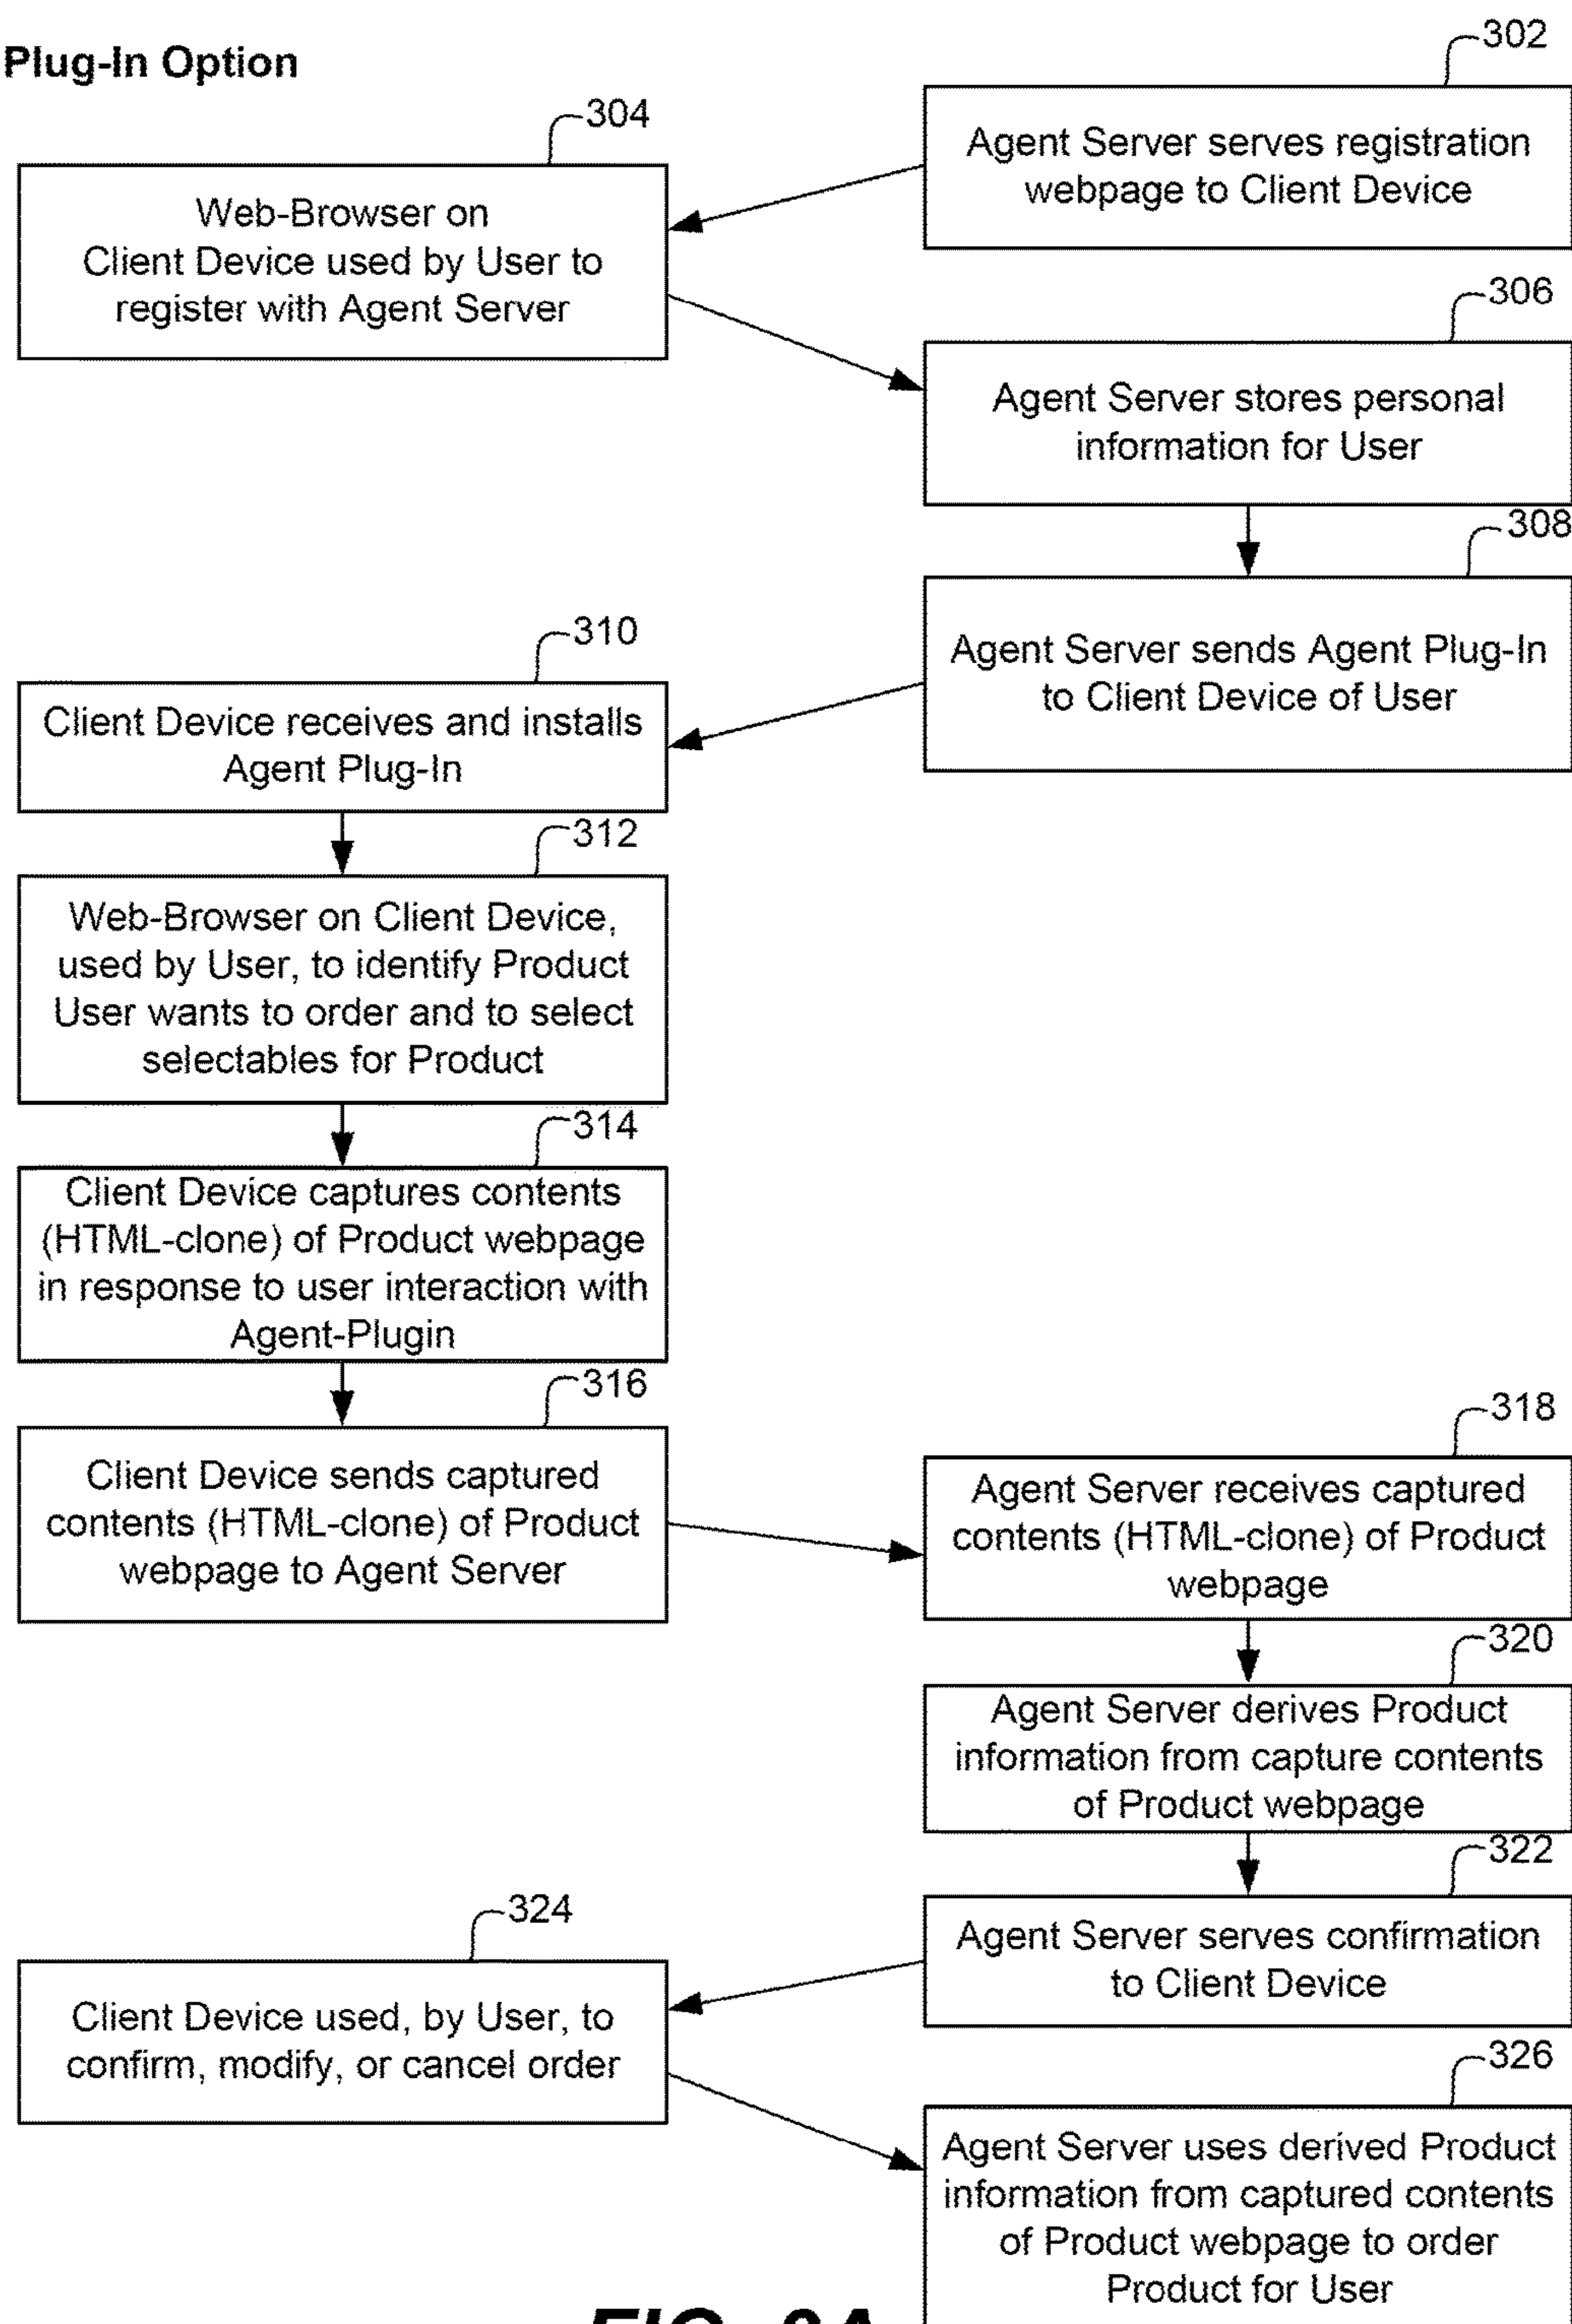 Plug-In Option
302
Agent Server serves registration
webpage to Client Device
304
Web-Browser on
Client Device used by User to
register with Agent Server
306
Agent Server stores personal
information for User
308
Agent Server sends Agent Plug-In
to Client Device of User
310
Client Device receives and installs
Agent Plug-In
312
Web-Browser on Client Device,
used by User, to identify Product
User wants to order and to select
selectables for Product
314
Client Device captures contents
(HTML-clone) of Product webpage
in response to user interaction with
Agent-Plugin
316
Client Device sends captured
contents (HTML-clone) of Product
webpage to Agent Server
318
Agent Server receives captured
contents (HTML-clone) of Product
webpage
320
Agent Server derives Product
information from capture contents
of Product webpage
322
Agent Server serves confirmation
to Client Device
324
Client Device used, by User, to
confirm, modify, or cancel order
326
Agent Server uses derived Product
information from captured contents
of Product webpage to order
Product for User